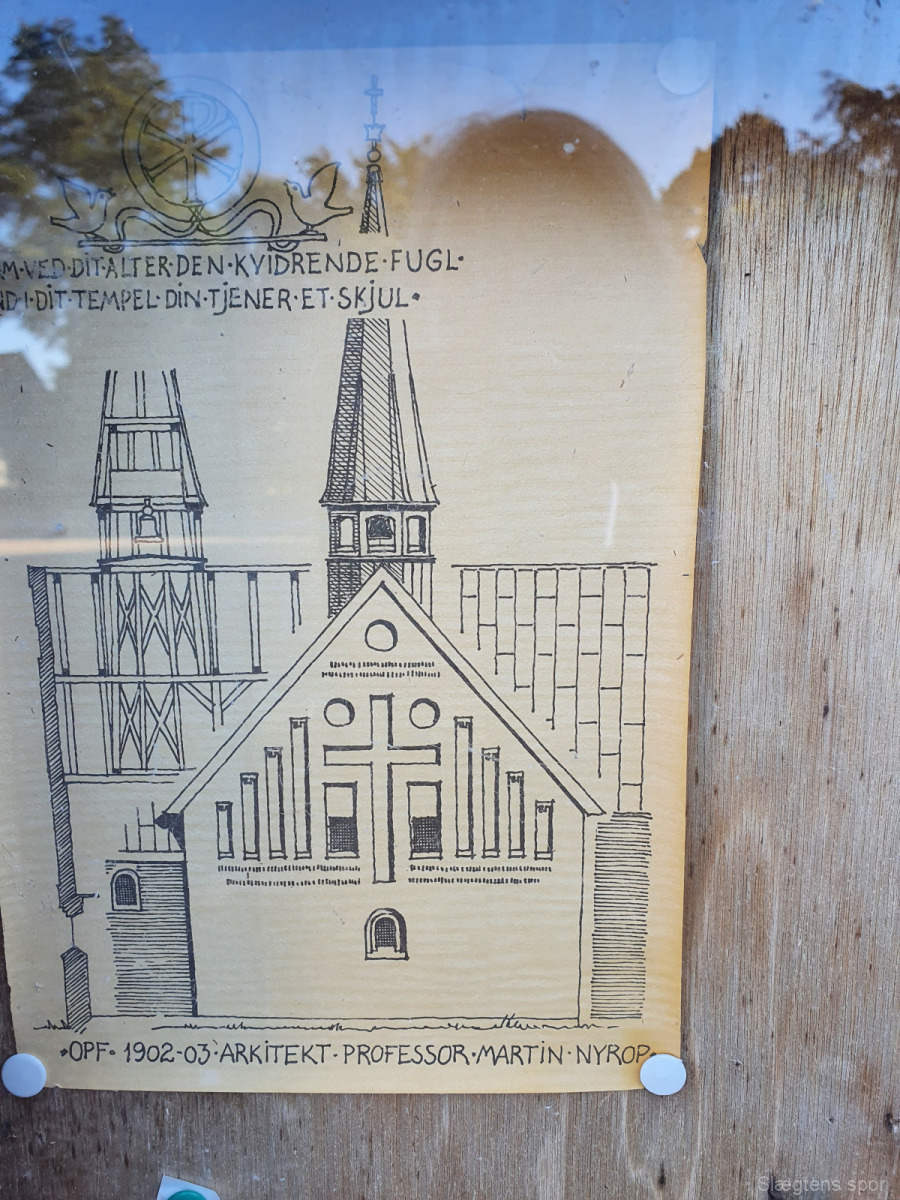 M·VED·DIT·ALTER·DEN·KVIDRENDE·FUGL·
ND·I·DIT·TEMPEL·DIN·TJENER·ET·SKJUL·
·OPF· 1902-03·ARKITEKT·PROFESSOR·MARTIN·NYROP·
Slægtens spor